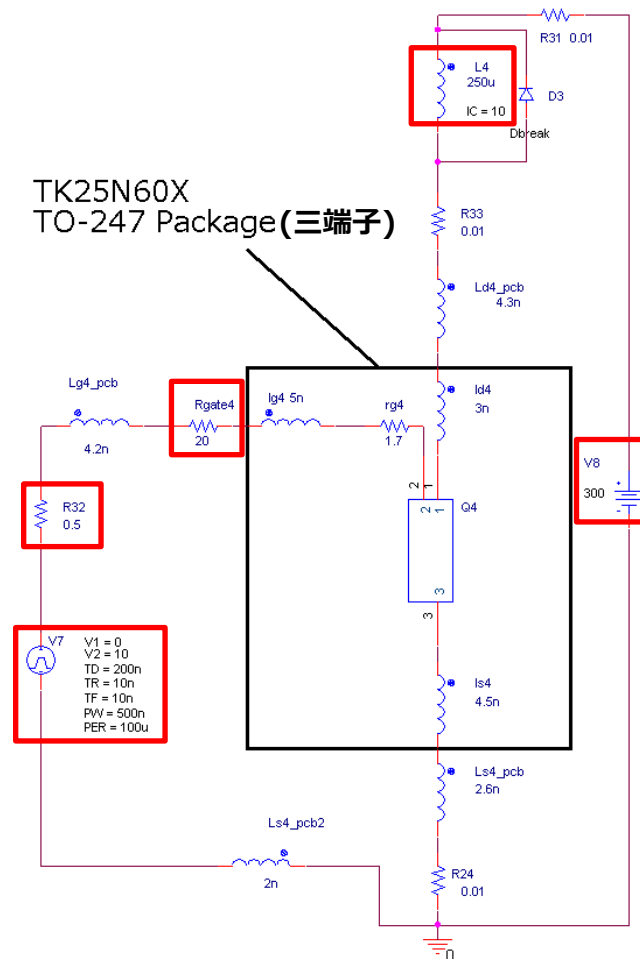 R31 0.01
L4
250u
IC = 10
D3
Dbreak
TK25N60X
TO-247 Package(三端子)
R33
0.01
Ld4_pcb
4.3n
Lg4_pcb
4.2n
Rgate4
20
lg4 5n
rg4
1.7
ld4
3n
V8
300
R32
0.5
2
1
2
1
Q4
3
3
V7
V1 = 0
V2 = 10
TD = 200n
TR = 10n
TF = 10n
PW = 500n
PER = 100u
ls4
4.5n
Ls4_pcb
2.6n
Ls4_pcb2
2n
R24
0.01
0